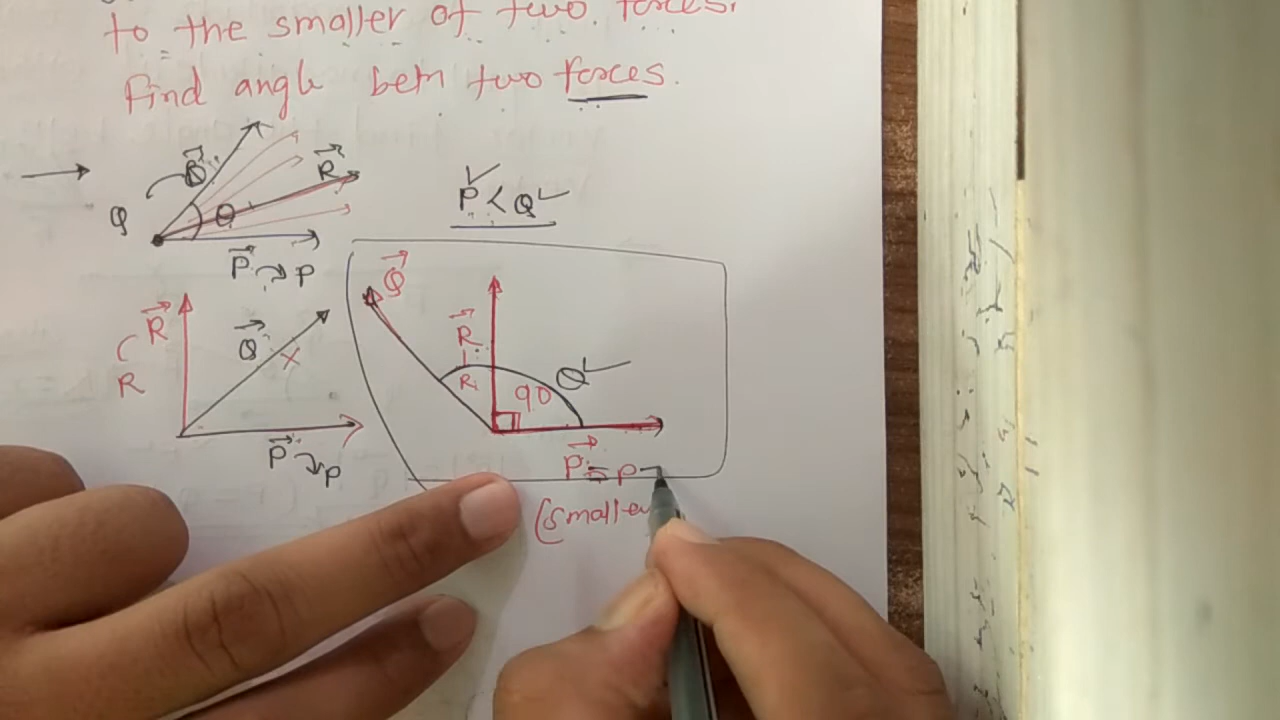 to the smaller of two forces.
Find angle betn two forces.
Q
θ
R
P
P
P < Q
R
R
Q
P
P
Q
R
R
90
θ
P = P
(smaller